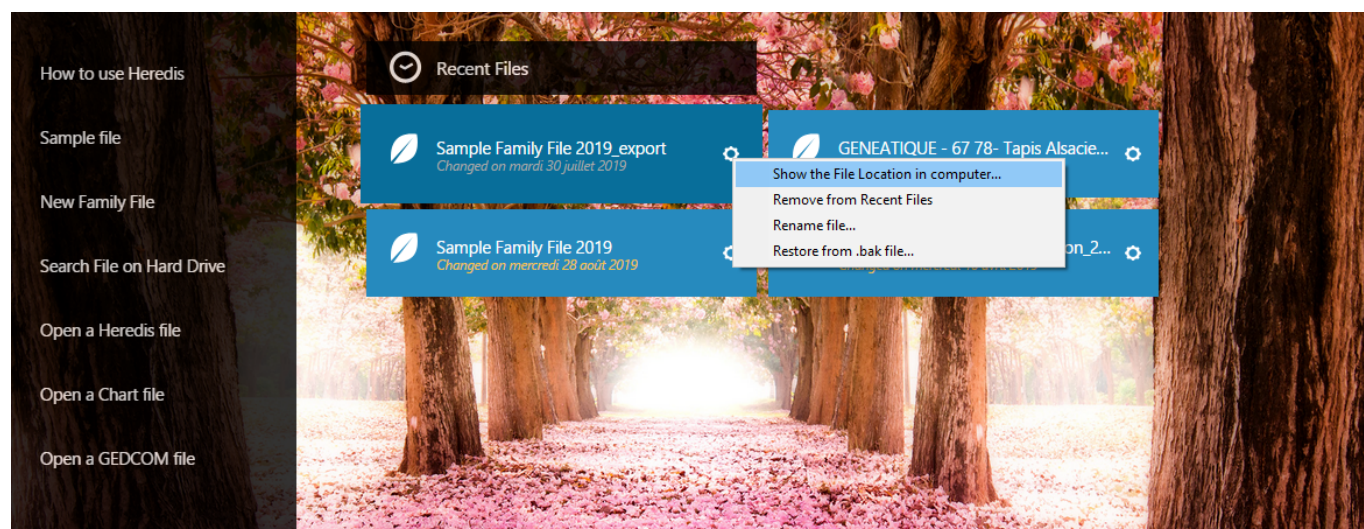 How to use Heredis
Sample file
New Family File
Search File on Hard Drive
Open a Heredis file
Open a Chart file
Open a GEDCOM file
Recent Files
Sample Family File 2019_export
Changed on mardi 30 juillet 2019
GENEATIQUE - 67 78- Tapis Alsacie...
Show the File Location in computer...
Remove from Recent Files
Rename file...
Restore from .bak file...
Sample Family File 2019
Changed on mercredi 28 août 2019
on_2...